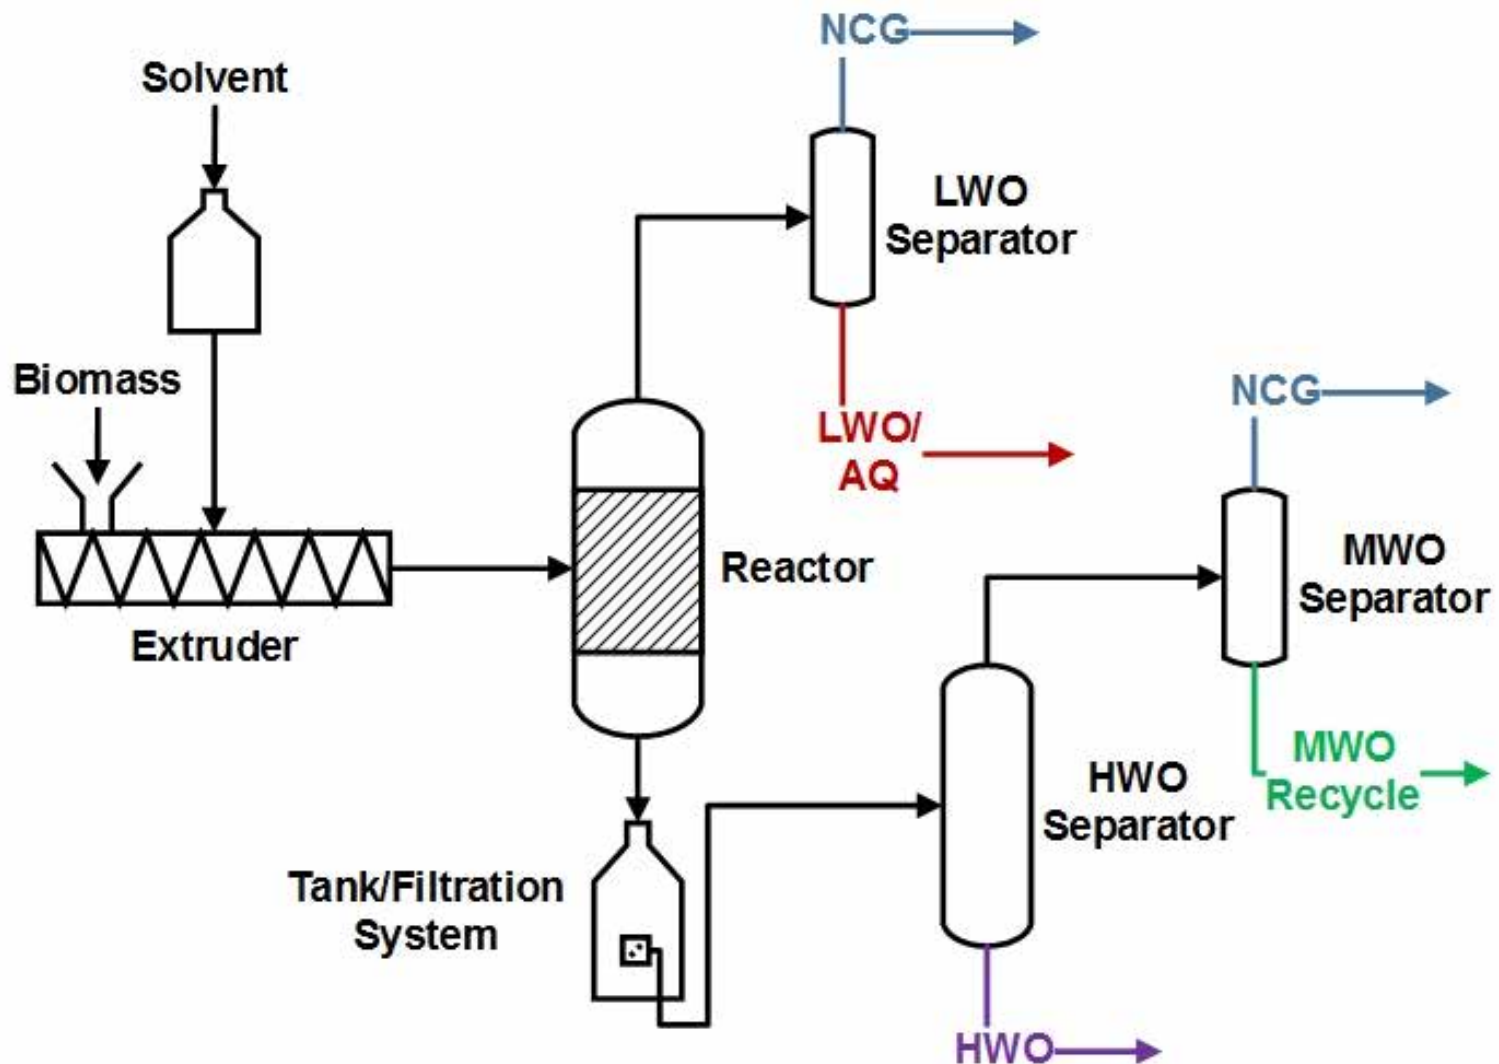 NCG
Solvent
LWO
Separator
Biomass
NCG
LWO/
AQ
MWO
Separator
Reactor
Extruder
MWO
Recycle
HWO
Separator
Tank/Filtration
System
HWO